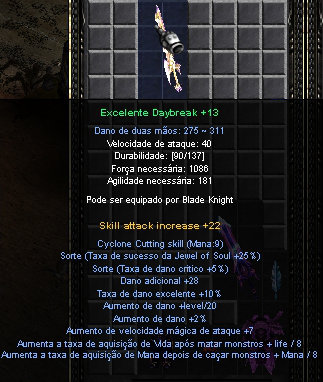 Excelente Daybreak +13
Dano de duas mãos: 275 ~ 311
Velocidade de ataque: 40
Durabilidade: [90/137]
Força necessária: 1086
Agilidade necessária: 181
Pode ser equipado por Blade Knight
Skill attack increase +22
Cyclone Cutting skill (Mana:9)
Sorte (Taxa de sucesso da Jewel of Soul +25%)
Sorte (Taxa de dano crítico +5%)
Dano adicional +28
Taxa de dano excelente +10%
Aumento de dano +level/20
Aumento de dano +2%
Aumento de velocidade mágica de ataque +7
Aumenta a taxa de aquisição de Vida após matar monstros + life / 8
Aumenta a taxa de aquisição de Mana depois de caçar monstros + Mana / 8